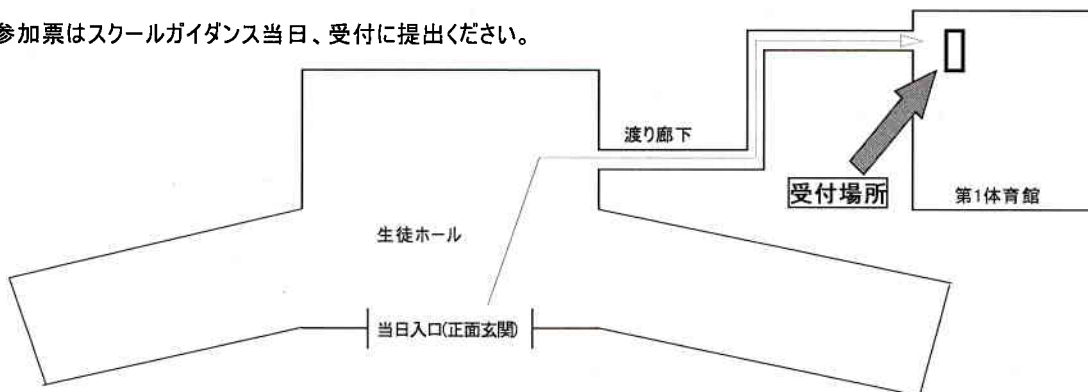 参加票はスクールガイダンス当日、受付に提出ください。
渡り廊下
受付場所
第1体育館
生徒ホール
当日入口(正面玄関)